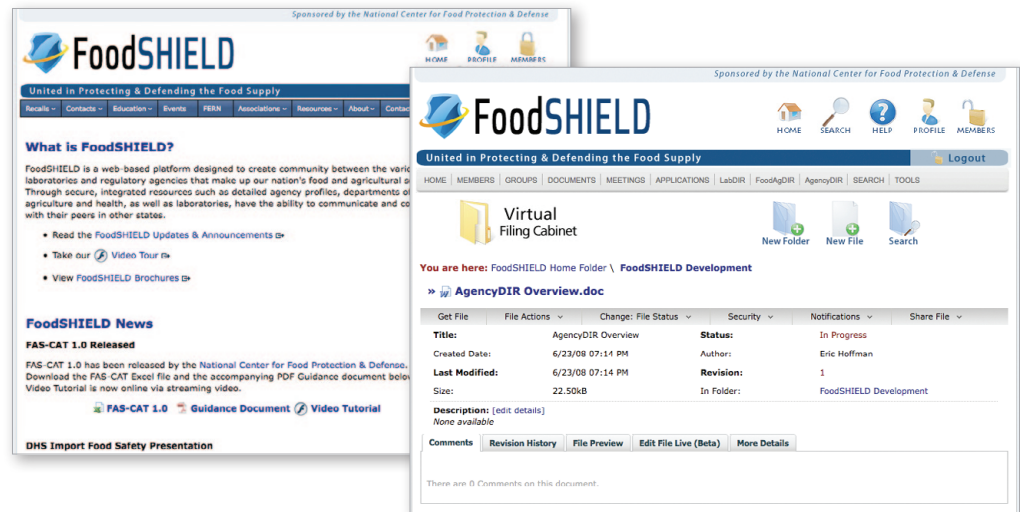 Sponsored by the National Center for Food Protection & Defense
FoodSHIELD
HOME PROFILE MEMBERS
United in Protecting & Defending the Food Supply
Recalls Contacts Education Events FERN Associations Resources About Contac
What is FoodSHIELD?
FoodSHIELD is a web-based platform designed to create community between the vario
laboratories and regulatory agencies that make up our nation's food and agricultural s
Through secure, integrated resources such as detailed agency profiles, departments of
agriculture and health, as well as laboratories, have the ability to communicate and co
with their peers in other states.
• Read the FoodSHIELD Updates & Announcements
• Take our Video Tour
• View FoodSHIELD Brochures
FoodSHIELD News
FAS-CAT 1.0 Released
FAS-CAT 1.0 has been released by the National Center for Food Protection & Defense.
Download the FAS-CAT Excel file and the accompanying PDF Guidance document below
Video Tutorial is now online via streaming video.
FAS-CAT 1.0 Guidance Document Video Tutorial
DHS Import Food Safety Presentation
Sponsored by the National Center for Food Protection & Defense
FoodSHIELD
HOME SEARCH HELP PROFILE MEMBERS
United in Protecting & Defending the Food Supply Logout
HOME MEMBERS GROUPS DOCUMENTS MEETINGS APPLICATIONS LabDIR FoodAgDIR AgencyDIR SEARCH TOOLS
Virtual
Filing Cabinet
New Folder New File Search
You are here: FoodSHIELD Home Folder \ FoodSHIELD Development
» AgencyDIR Overview.doc
Get File File Actions Change: File Status Security Notifications Share File
Title: AgencyDIR Overview Status: In Progress
Created Date: 6/23/08 07:14 PM Author: Eric Hoffman
Last Modified: 6/23/08 07:14 PM Revision: 1
Size: 22.50kB In Folder: FoodSHIELD Development
Description: [edit details]
None available
Comments Revision History File Preview Edit File Live (Beta) More Details
There are 0 Comments on this document.